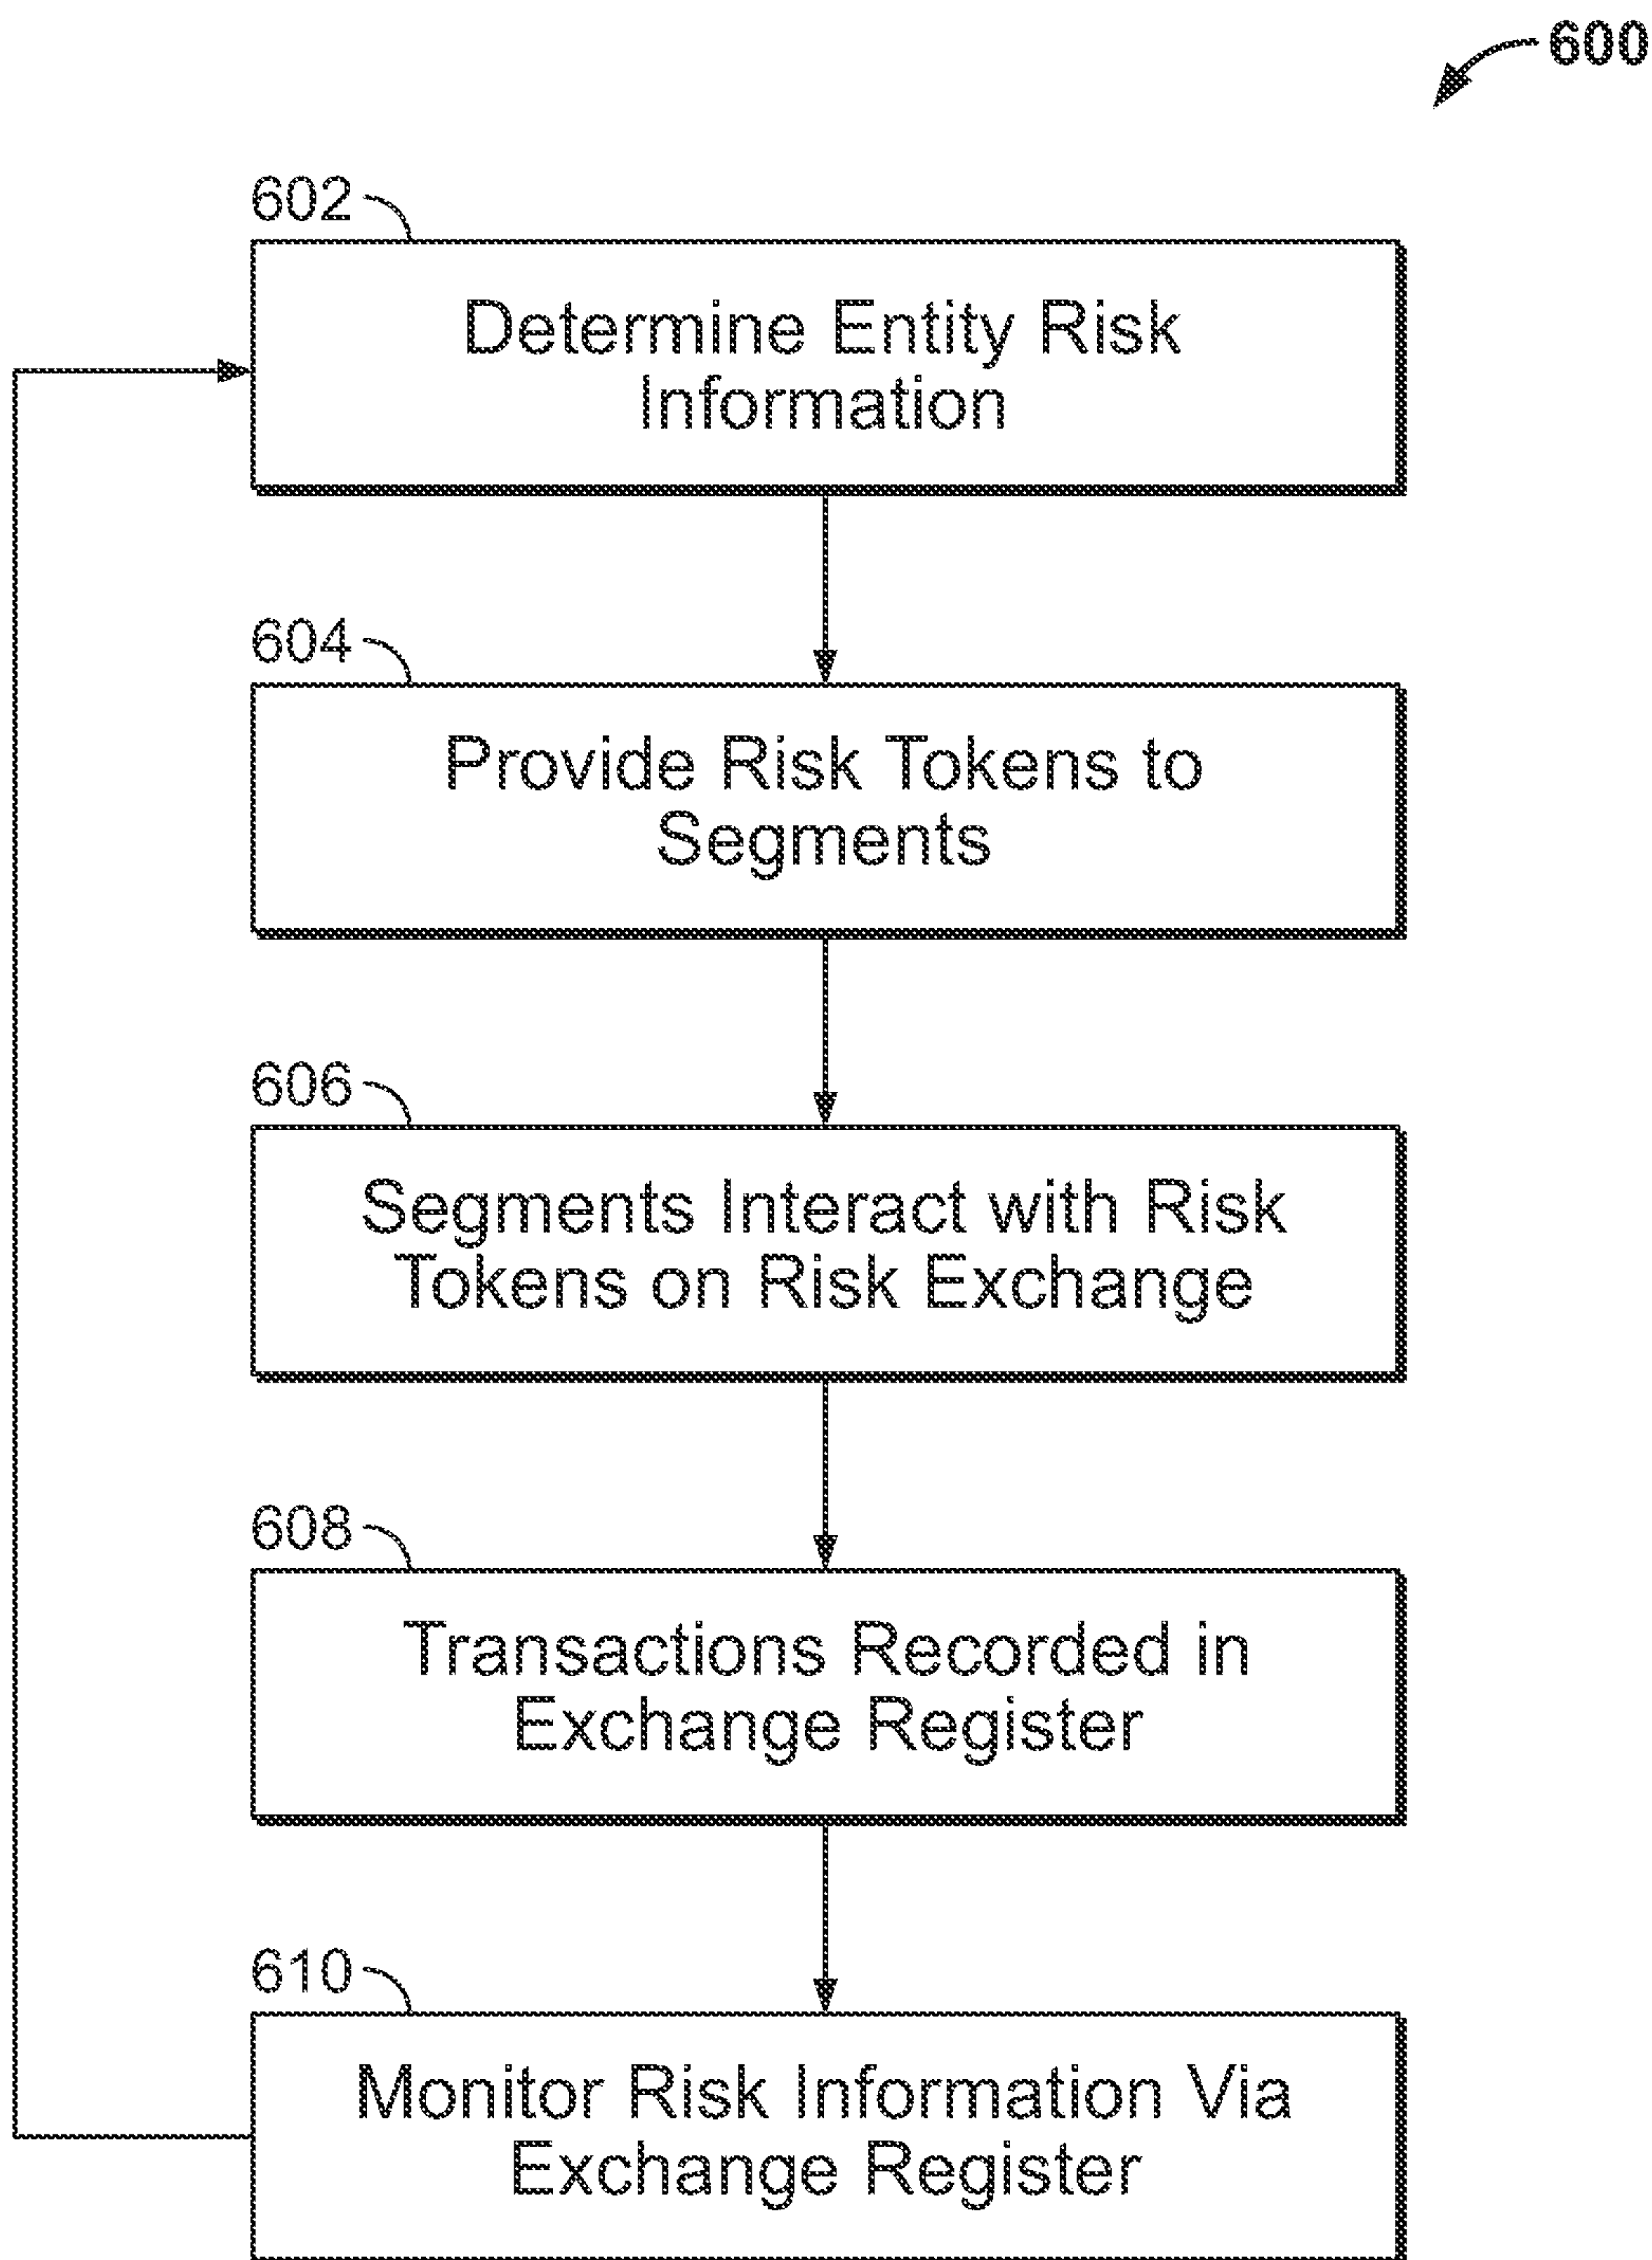 600
602
Determine Entity Risk
Information
604
Provide Risk Tokens to
Segments
606
Segments Interact with Risk
Tokens on Risk Exchange
608
Transactions Recorded in
Exchange Register
610
Monitor Risk Information Via
Exchange Register